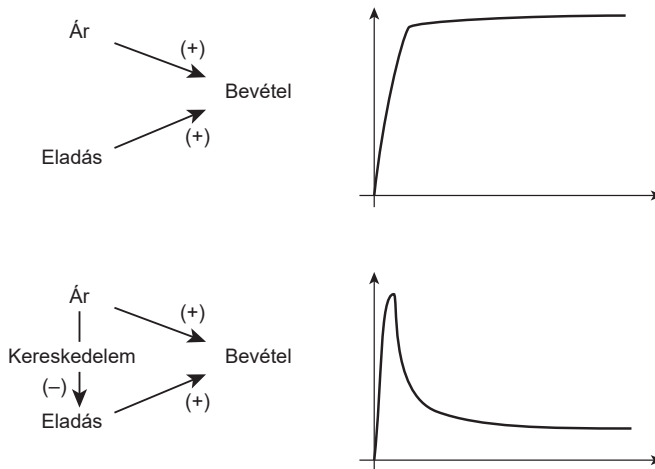 Ár
(+)
Bevétel
(+)
Eladás
Ár
(+)
Kereskedelem
Bevétel
(–)
(+)
Eladás